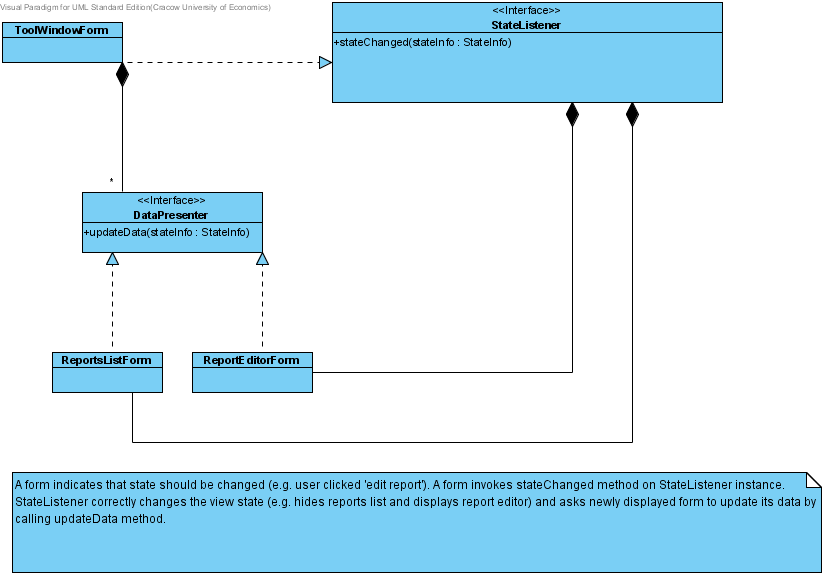 Visual Paradigm for UML Standard Edition(Cracow University of Economics)
<<Interface>>
StateListener
+stateChanged(stateInfo : StateInfo)
ToolWindowForm
*
<<Interface>>
DataPresenter
+updateData(stateInfo : StateInfo)
ReportsListForm
ReportEditorForm
A form indicates that state should be changed (e.g. user clicked 'edit report'). A form invokes stateChanged method on StateListener instance.
StateListener correctly changes the view state (e.g. hides reports list and displays report editor) and asks newly displayed form to update its data by
calling updateData method.